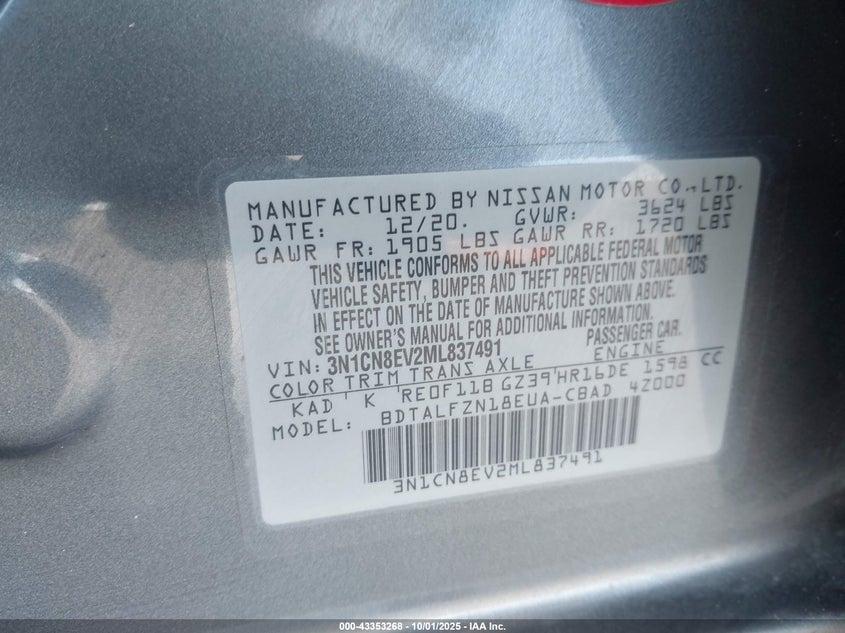 MANUFACTURED BY NISSAN MOTOR CO.,LTD.
DATE: 12/20. GVWR: 3624 LBS
GAWR FR: 1905 LBS GAWR RR: 1720 LBS
THIS VEHICLE CONFORMS TO ALL APPLICABLE FEDERAL MOTOR
VEHICLE SAFETY, BUMPER AND THEFT PREVENTION STANDARDS
IN EFFECT ON THE DATE OF MANUFACTURE SHOWN ABOVE.
SEE OWNER'S MANUAL FOR ADDITIONAL INFORMATION.
VIN: 3N1CN8EV2ML837491 PASSENGER CAR.
COLOR TRIM TRANS AXLE ENGINE
KAD K RE0F11B GZ39 HR16DE 1598 CC
MODEL: BDTALFZN18EUA-CBAD 4Z000
3N1CN8EV2ML837491
000-43353268 - 10/01/2025 - IAA Inc.